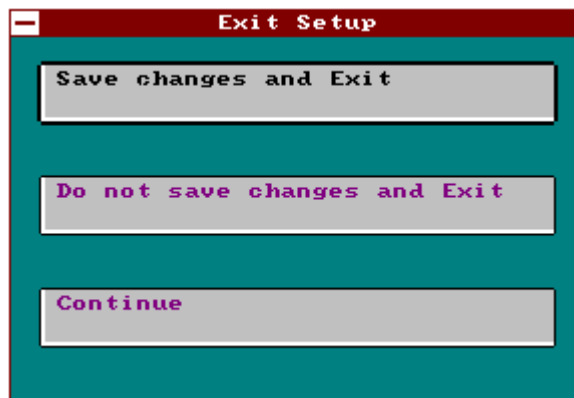 Exit Setup
Save changes and Exit
Do not save changes and Exit
Continue